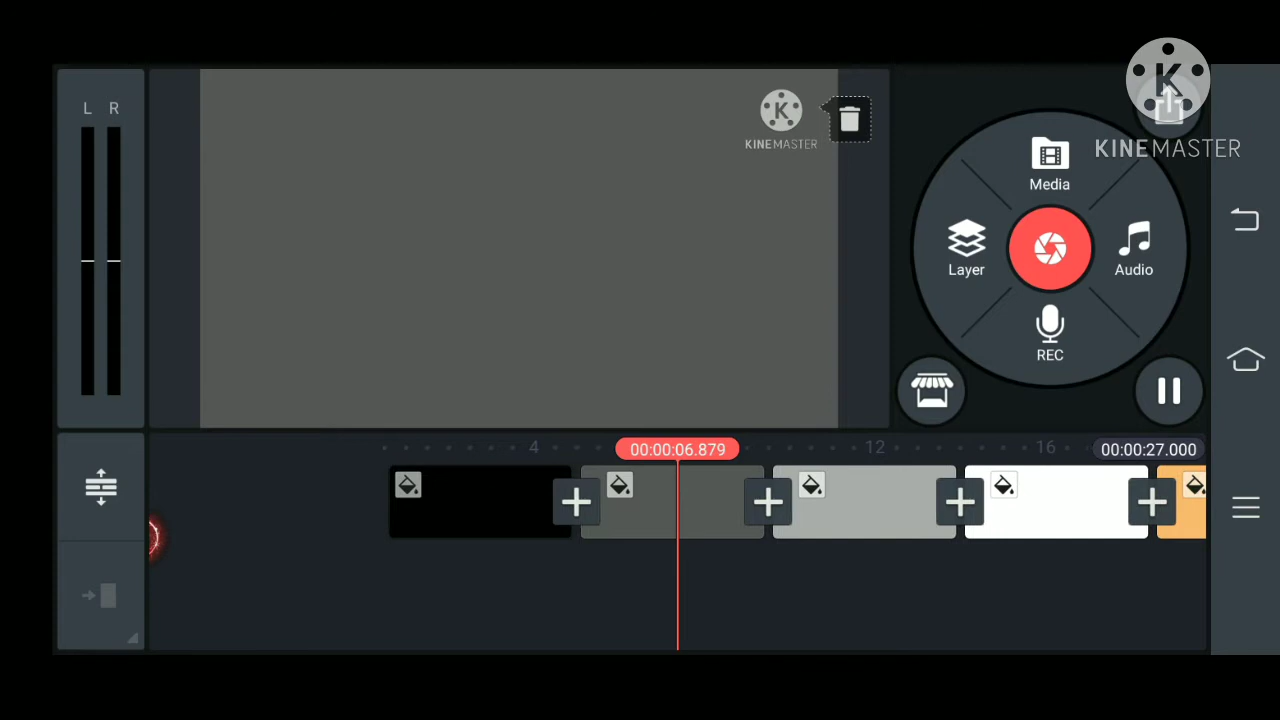 L R
KINEMASTER
Media
KINEMASTER
Layer
Audio
REC
4
00:00:06.879
12
16
00:00:27.000